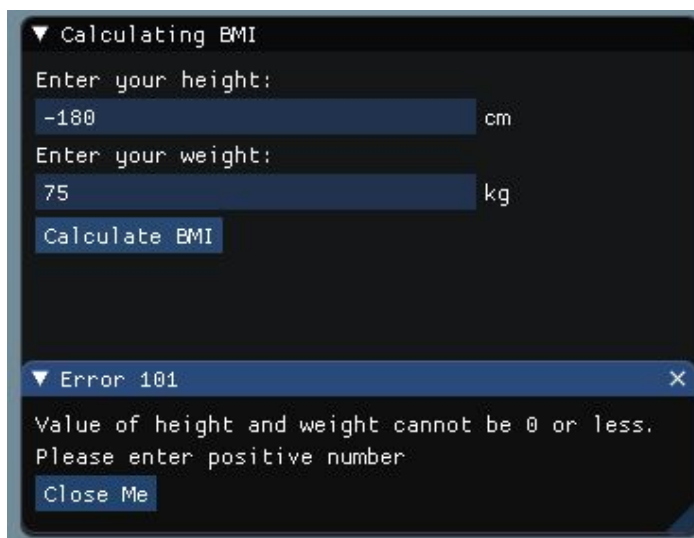 Calculating BMI
Enter your height:
-180 cm
Enter your weight:
75 kg
Calculate BMI
Error 101
Value of height and weight cannot be 0 or less.
Please enter positive number
Close Me